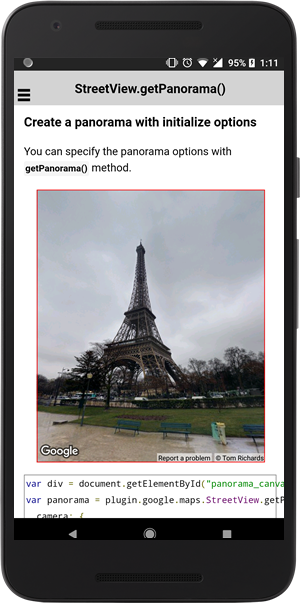 95% 1:11
StreetView.getPanorama()
Create a panorama with initialize options
You can specify the panorama options with
getPanorama() method.
Google
Report a problem © Tom Richards
var div = document.getElementById("panorama_canva
var panorama = plugin.google.maps.StreetView.getP
camera: {